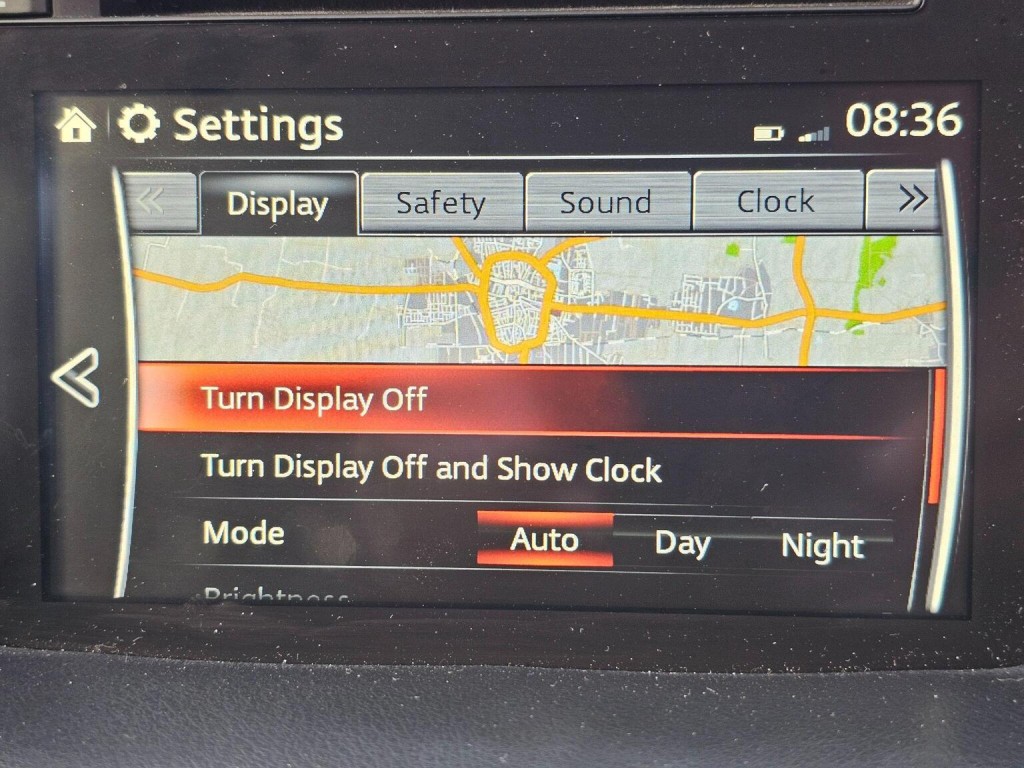 Settings 08:36
« Display Safety Sound Clock »
Turn Display Off
Turn Display Off and Show Clock
Mode Auto Day Night
Brightness